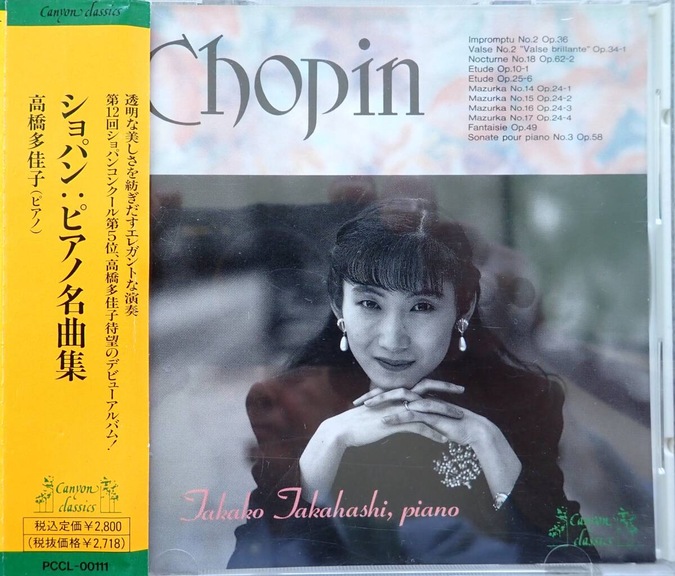 Canyon classics
ショパン:ピアノ名曲集
高橋多佳子(ピアノ)
透明な美しさを紡ぎだすエレガントな演奏
第12回ショパンコンクール第5位、高橋多佳子待望のデビューアルバム!
Canyon
classics
税込定価¥2,800
(税抜価格¥2,718)
PCCL-00111
Chopin
Impromptu No.2 Op.36
Valse No.2 "Valse brillante" Op.34-1
Nocturne No.18 Op.62-2
Etude Op.10-1
Etude Op.25-6
Mazurka No.14 Op.24-1
Mazurka No.15 Op.24-2
Mazurka No.16 Op.24-3
Mazurka No.17 Op.24-4
Fantaisie Op.49
Sonate pour piano No.3 Op.58
Takako Takahashi, piano
Canyon
classics